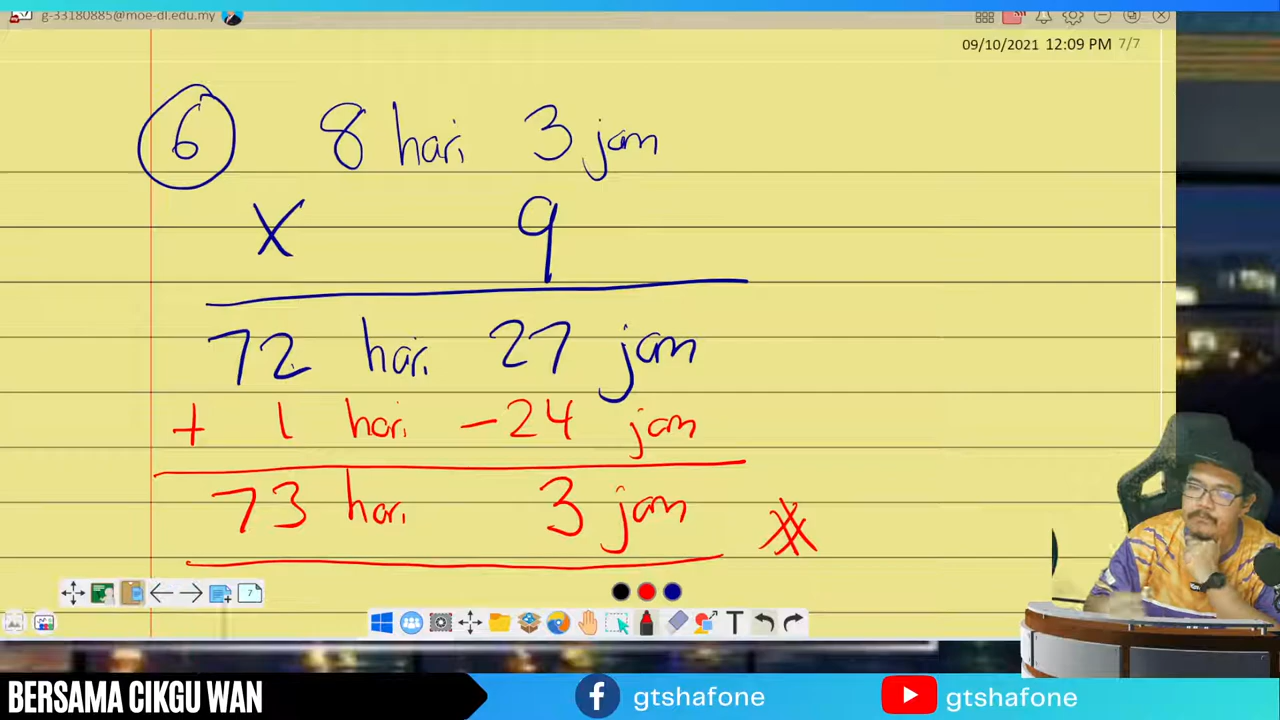 g-33180885@moe-dl.edu.my
09/10/2021 12:09 PM 7/7
6 8 hari 3 jam
X 9
72 hari 27 jam
+ 1 hari -24 jam
73 hari 3 jam
7
T
BERSAMA CIKGU WAN
gtshafone
gtshafone